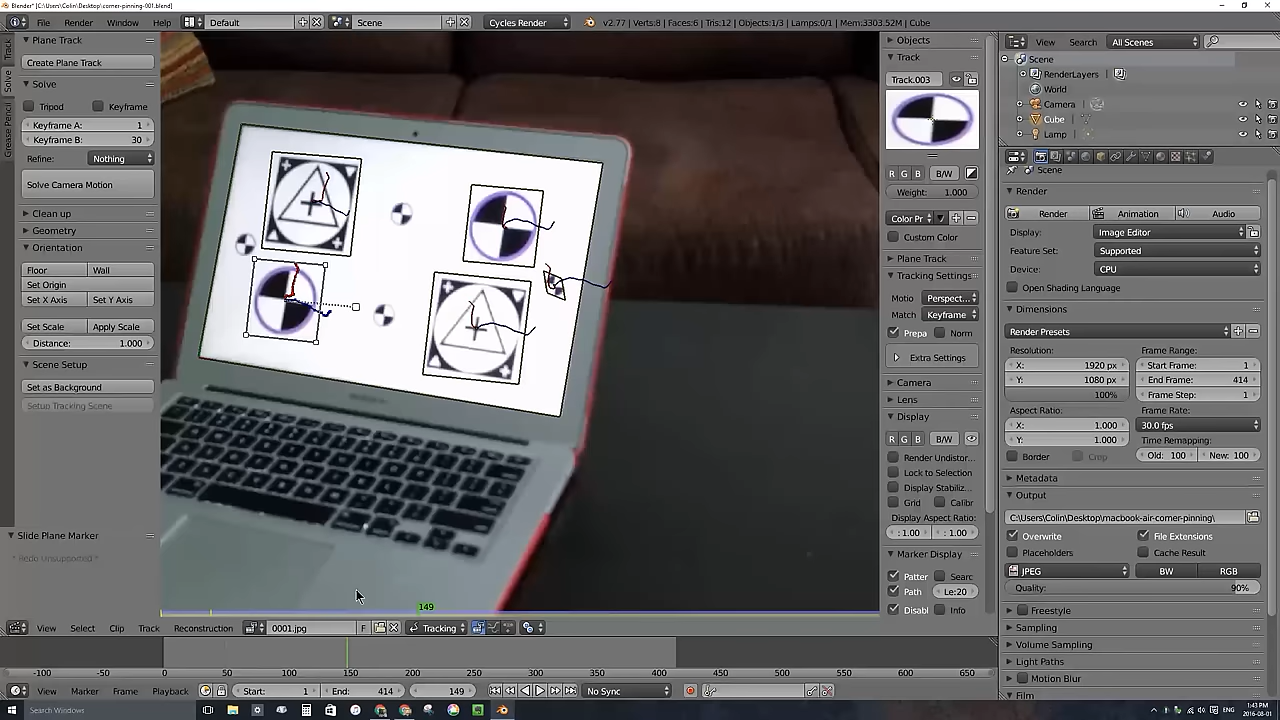 Blender* [C:\Users\Colin\Desktop\corner-pinning-001.blend]
File Render Window Help Default Scene Cycles Render v2.77 | Verts:8 | Faces:6 | Tris:12 | Objects:1/3 | Lamps:0/1 | Mem:3303.52M | Cube
Plane Track
Create Plane Track
Solve
Tripod Keyframe
Keyframe A: 1
Keyframe B: 30
Refine: Nothing
Solve Camera Motion
Clean up
Geometry
Orientation
Floor Wall
Set Origin
Set X Axis Set Y Axis
Set Scale Apply Scale
Distance: 1.000
Scene Setup
Set as Background
Setup Tracking Scene
Slide Plane Marker
* Redo Unsupported *
Track
Solve
Grease Pencil
Objects
Track
Track.003
R G B B/W
Weight: 1.000
Color Pr
Custom Color
Plane Track
Tracking Settings
Motio Perspect...
Match Keyframe
Prepa Norm
Extra Settings
Camera
Lens
Display
R G B B/W
Render Undistor
Lock to Selection
Display Stabiliz
Grid Calibr
Display Aspect Ratio:
: 1.00 : 1.00
Marker Display
Patter Searc
Path Le:20
Disabl Info
View Search All Scenes
Scene
RenderLayers
World
Camera
Cube
Lamp
Scene
Render
Render Animation Audio
Display: Image Editor
Feature Set: Supported
Device: CPU
Open Shading Language
Dimensions
Render Presets
Resolution: Frame Range:
X: 1920 px Start Frame: 1
Y: 1080 px End Frame: 414
100% Frame Step: 1
Aspect Ratio: Frame Rate:
X: 1.000 30.0 fps
Y: 1.000 Time Remapping:
Border Crop Old: 100 New: 100
Metadata
Output
C:\Users\Colin\Desktop\macbook-air-corner-pinning\
Overwrite File Extensions
Placeholders Cache Result
JPEG BW RGB
Quality: 90%
Freestyle
Sampling
Volume Sampling
Light Paths
Motion Blur
Film
149
View Select Clip Track Reconstruction 0001.jpg F Tracking
-100 -50 0 50 100 150 200 250 300 350 400 450 500 550 600 650
View Marker Frame Playback Start: 1 End: 414 149 No Sync
Search Windows
ENG 1:43 PM
2016-03-01